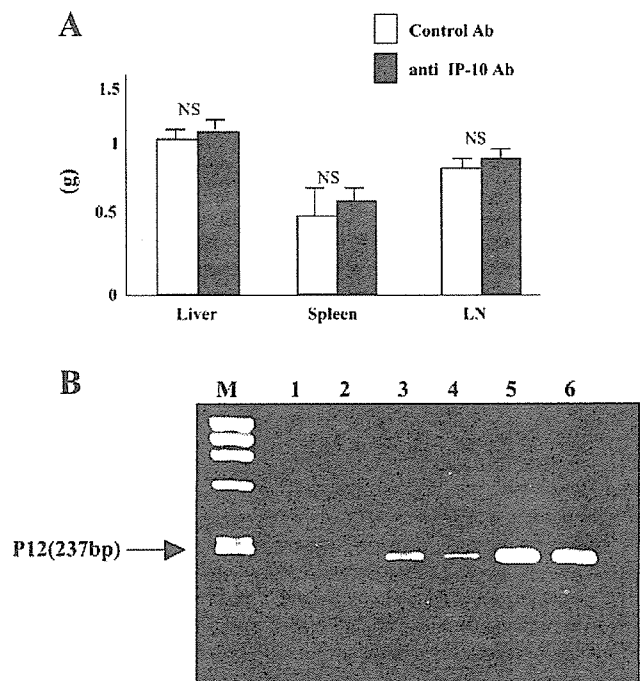 A
Control Ab
anti IP-10 Ab
1.5
1
0.5
0
(g)
NS
NS
NS
Liver Spleen LN
B
M 1 2 3 4 5 6
P12(237bp)